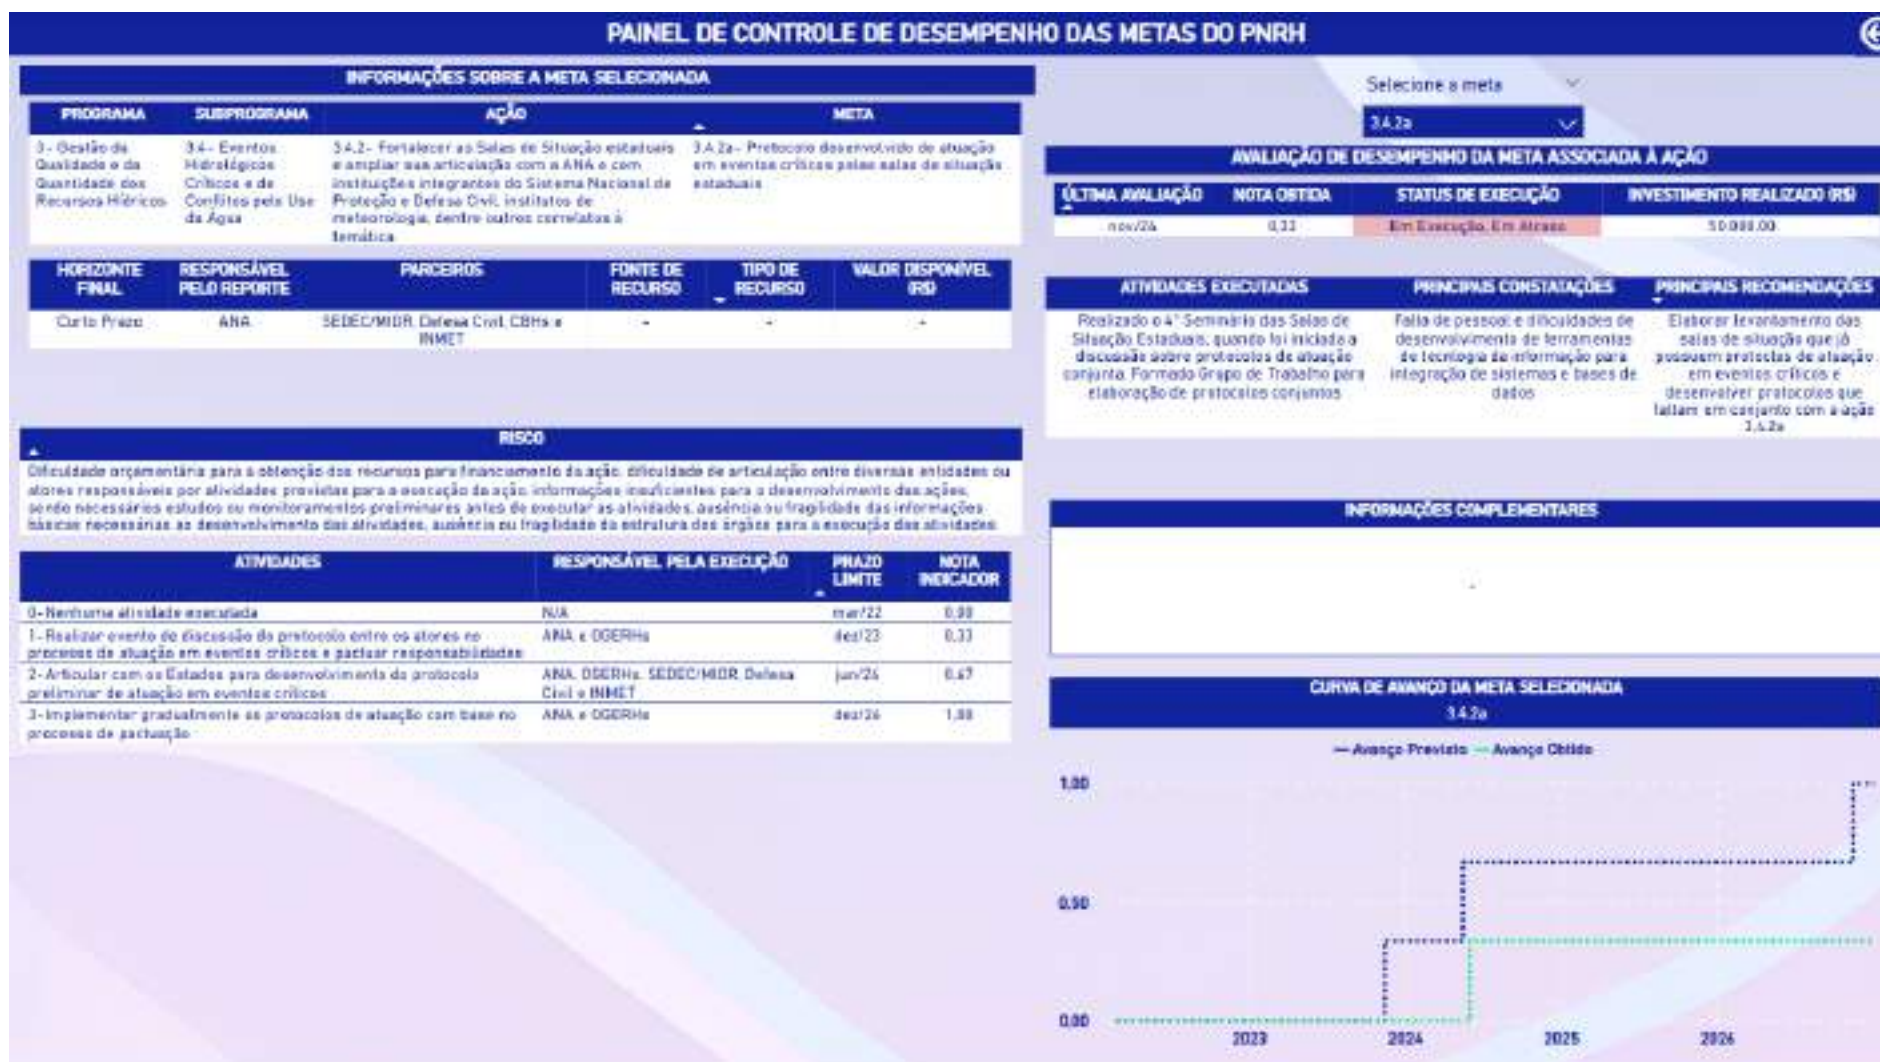 PAINEL DE CONTROLE DE DESEMPENHO DAS METAS DO PNRH
INFORMAÇÕES SOBRE A META SELECIONADA
PROGRAMA SUBPROGRAMA AÇÃO META
3- Gestão da Qualidade e da Quantidade dos Recursos Hídricos
3.4- Eventos Hidrológicos Críticos e de Conflitos pelo Uso da Água
3.4.2- Fortalecer as Salas de Situação estaduais
e ampliar sua articulação com a ANA e com
instituições integrantes do Sistema Nacional de
Proteção e Defesa Civil, institutos de
meteorologia, dentre outros correlatos à
temática
3.4.2a- Protocolo desenvolvido de atuação
em eventos críticos pelas salas de situação
estaduais
HORIZONTE FINAL RESPONSÁVEL PELO REPORTE PARCEIROS FONTE DE RECURSO TIPO DE RECURSO VALOR DISPONÍVEL (R$)
Curto Prazo ANA SEDEC/MIDR, Defesa Civil, CBHs e INMET - - -
RISCO
Dificuldade orçamentária para a obtenção dos recursos para financiamento da ação, dificuldade de articulação entre diversas entidades ou
atores responsáveis por atividades previstas para a execução da ação, informações insuficientes para o desenvolvimento das ações,
sendo necessários estudos ou monitoramentos preliminares antes de executar as atividades, ausência ou fragilidade das informações
básicas necessárias ao desenvolvimento das atividades, ausência ou fragilidade da estrutura dos órgãos para a execução das atividades
ATIVIDADES RESPONSÁVEL PELA EXECUÇÃO PRAZO LIMITE NOTA INDICADOR
0- Nenhuma atividade executada N/A mar/22 0,00
1- Realizar evento de discussão do protocolo entre os atores no
processo de atuação em eventos críticos e pactuar responsabilidades
ANA e OGERHs dez/23 0,33
2- Articular com os Estados para desenvolvimento do protocolo
preliminar de atuação em eventos críticos
ANA, OGERHs, SEDEC/MIDR, Defesa
Civil e INMET
jun/24 0,67
3- Implementar gradualmente os protocolos de atuação com base no
processo de pactuação
ANA e OGERHs dez/26 1,00
Selecione a meta
3.4.2a
AVALIAÇÃO DE DESEMPENHO DA META ASSOCIADA À AÇÃO
ÚLTIMA AVALIAÇÃO NOTA OBTIDA STATUS DE EXECUÇÃO INVESTIMENTO REALIZADO (R$)
nov/24 0,33 Em Execução, Em Atraso 50.000,00
ATIVIDADES EXECUTADAS PRINCIPAIS CONSTATAÇÕES PRINCIPAIS RECOMENDAÇÕES
Realizado o 4° Seminário das Salas de
Situação Estaduais, quando foi iniciada a
discussão sobre protocolos de atuação
conjunta. Formado Grupo de Trabalho para
elaboração de protocolos conjuntos
Falta de pessoal e dificuldades de
desenvolvimento de ferramentas
de tecnlogia da informação para
integração de sistemas e bases de
dados
Elaborar levantamento das
salas de situação que já
possuem protoclos de atuação
em eventos críticos e
desenvolver protocolos que
faltam em conjunto com a ação
3.4.2a
INFORMAÇÕES COMPLEMENTARES
-
CURVA DE AVANÇO DA META SELECIONADA
3.4.2a
Avanço Previsto Avanço Obtido
1,00
0,50
0,00
2023 2024 2025 2026